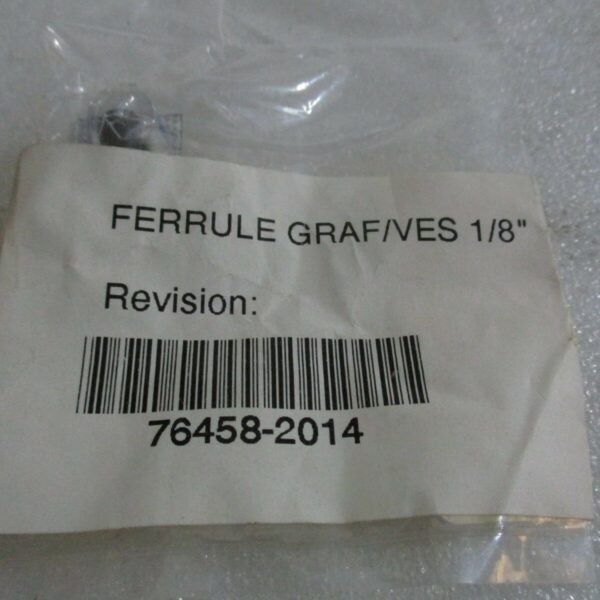 FERRULE GRAF/VES 1/8"
Revision:
76458-2014